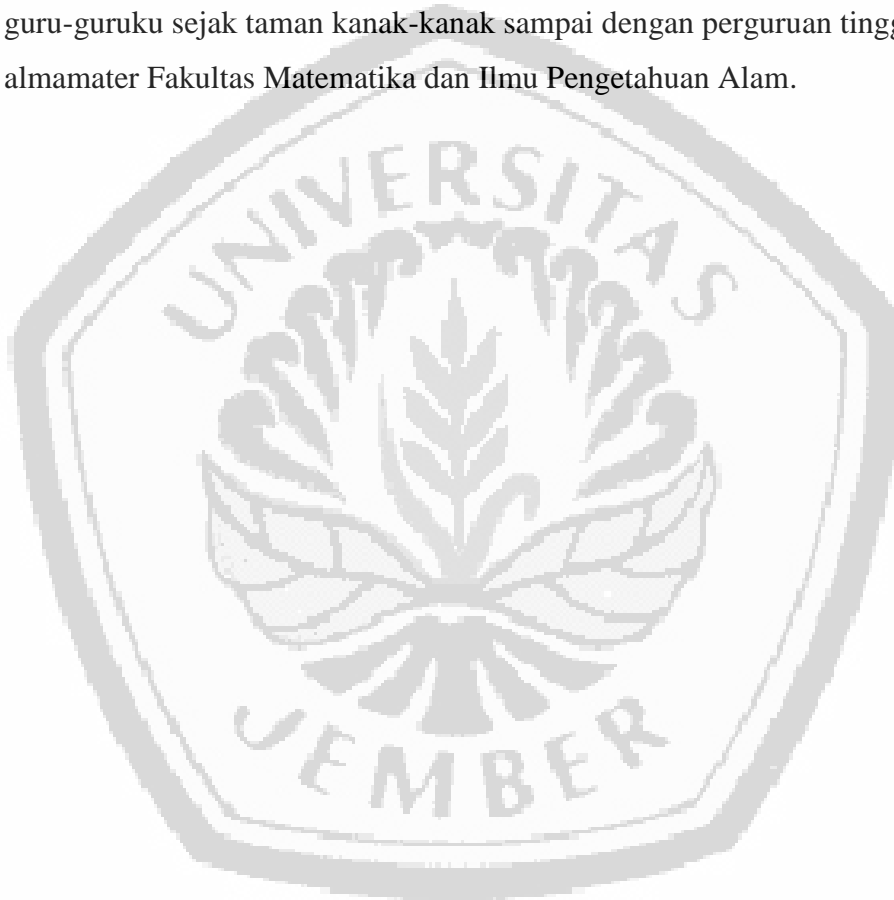 guru-guruku sejak taman kanak-kanak sampai dengan perguruan tingg
almamater Fakultas Matematika dan Ilmu Pengetahuan Alam.
UNIVERSITAS
JEMBER